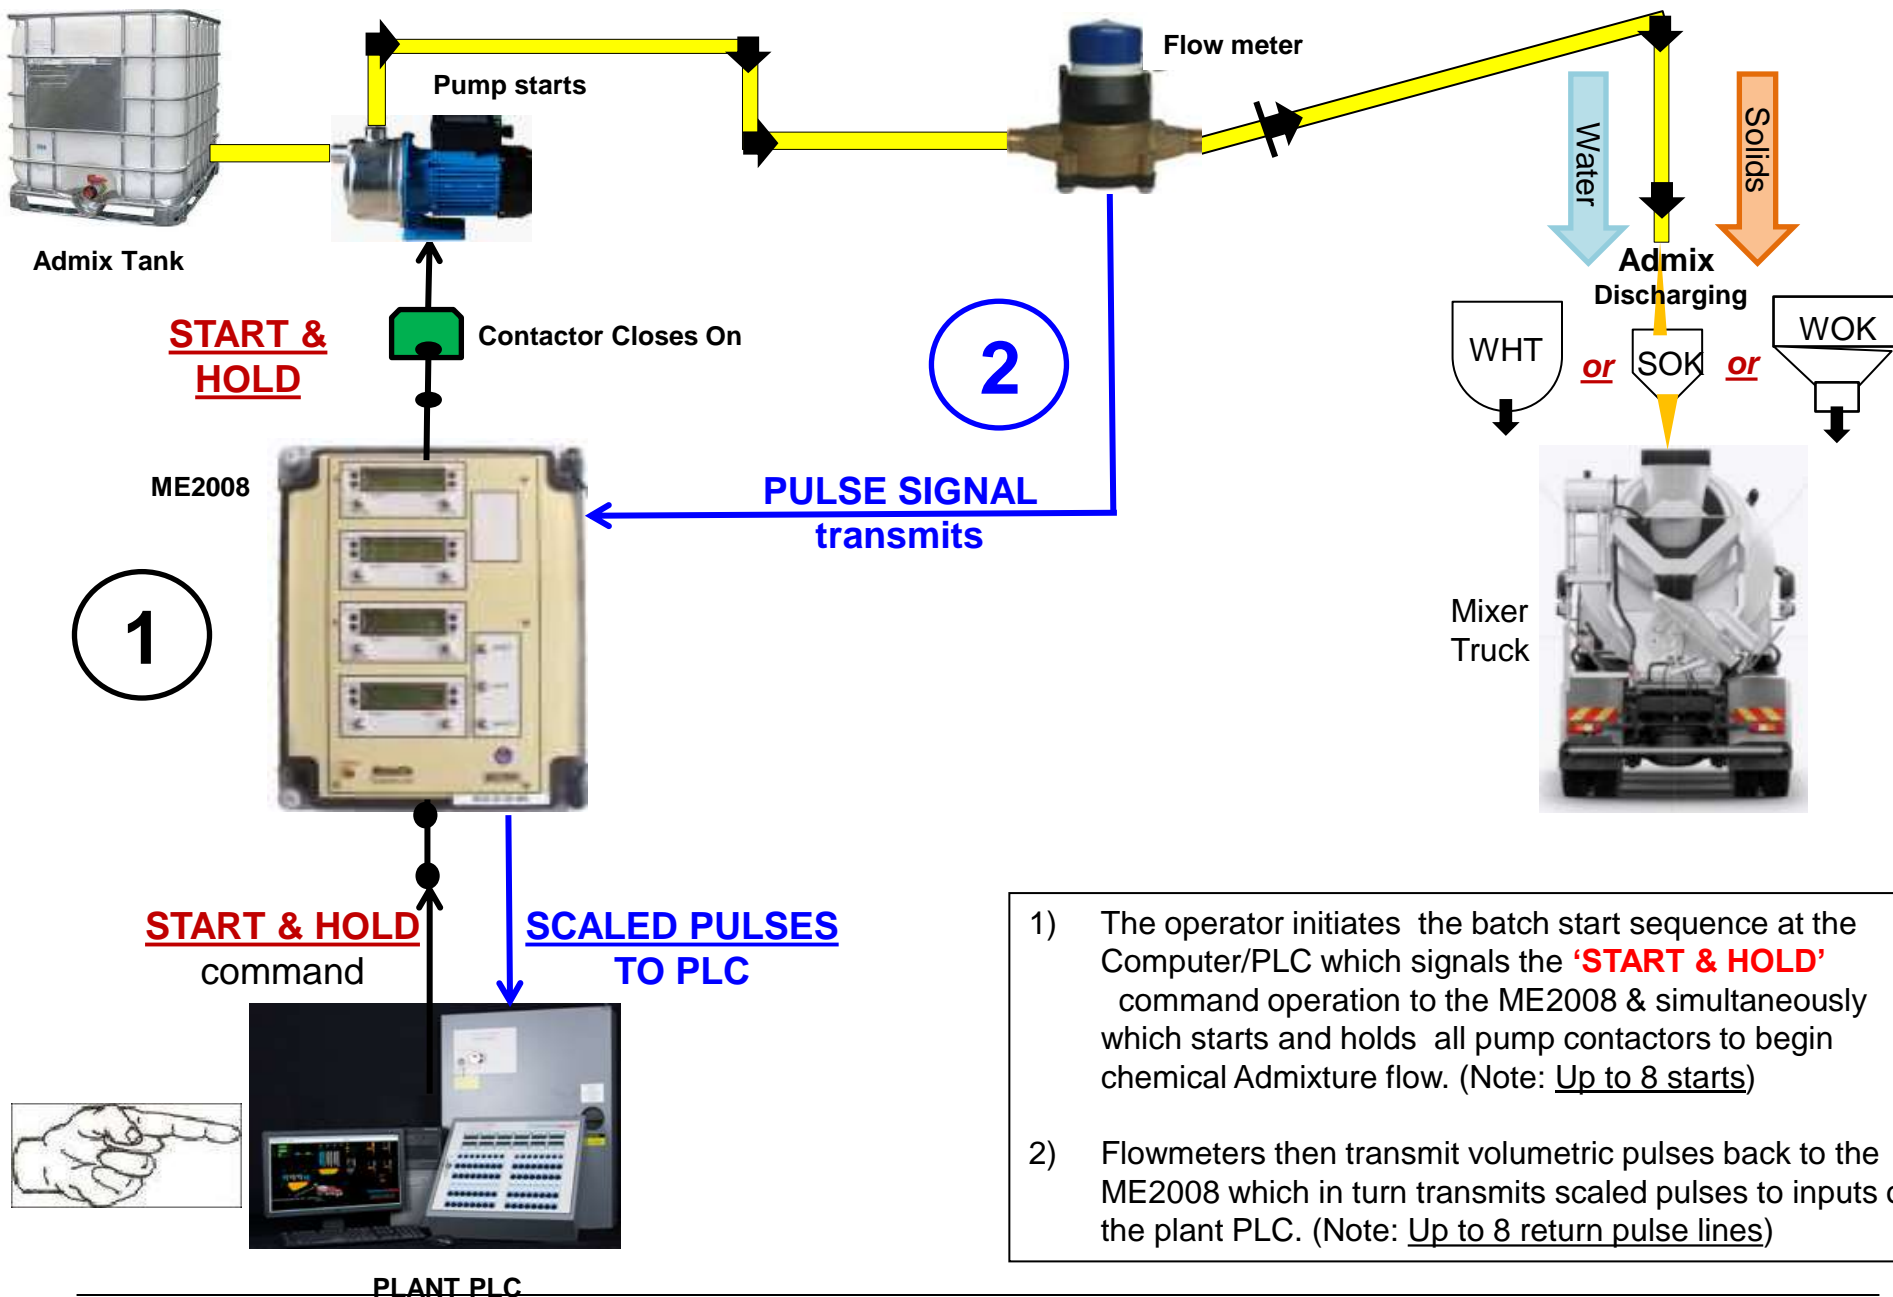 Flow meter
Pump starts
Water
Solids
Admix Tank
Admix
Discharging
START &
HOLD
Contactor Closes On
2
WHT
or
SOK
or
WOK
ME2008
PULSE SIGNAL
transmits
1
Mixer
Truck
START & HOLD
command
SCALED PULSES
TO PLC
1) The operator initiates the batch start sequence at the
Computer/PLC which signals the ‘START & HOLD’
command operation to the ME2008 & simultaneously
which starts and holds all pump contactors to begin
chemical Admixture flow. (Note: Up to 8 starts)
2) Flowmeters then transmit volumetric pulses back to the
ME2008 which in turn transmits scaled pulses to inputs
the plant PLC. (Note: Up to 8 return pulse lines)
PLANT PLC